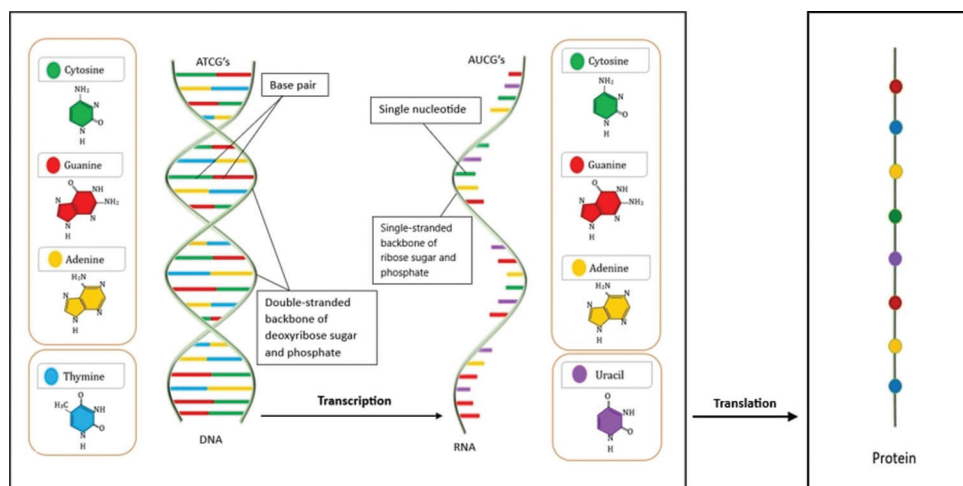 Cytosine
NH₂
N
N
O
H
Guanine
O
NH
NH₂
N
N
N
H
Adenine
H₂N
N
N
N
N
H
Thymine
O
H₃C
NH
N
O
H
ATCG's
Base pair
Double-stranded
backbone of
deoxyribose sugar
and phosphate
DNA
Transcription
AUCG's
Single nucleotide
Single-stranded
backbone of
ribose sugar and
phosphate
RNA
Cytosine
NH₂
N
N
O
H
Guanine
O
NH
NH₂
N
N
N
H
Adenine
H₂N
N
N
N
N
H
Uracil
O
NH
N
O
H
Translation
Protein